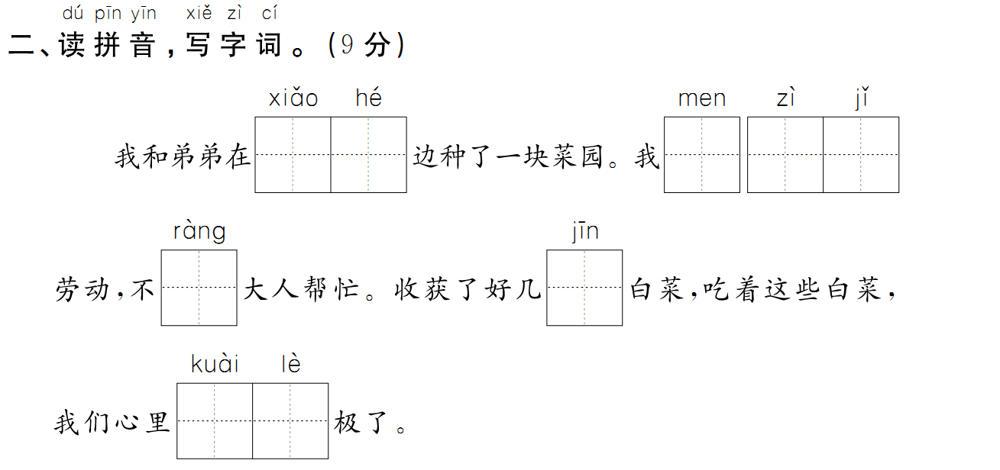 dú pīn yīn xiě zì cí
二、读拼音,写字词。(9分)
xiǎo hé men zì jǐ
我和弟弟在 边种了一块菜园。我
ràng jīn
劳动,不 大人帮忙。收获了好几 白菜,吃着这些白菜,
kuài lè
我们心里 极了。